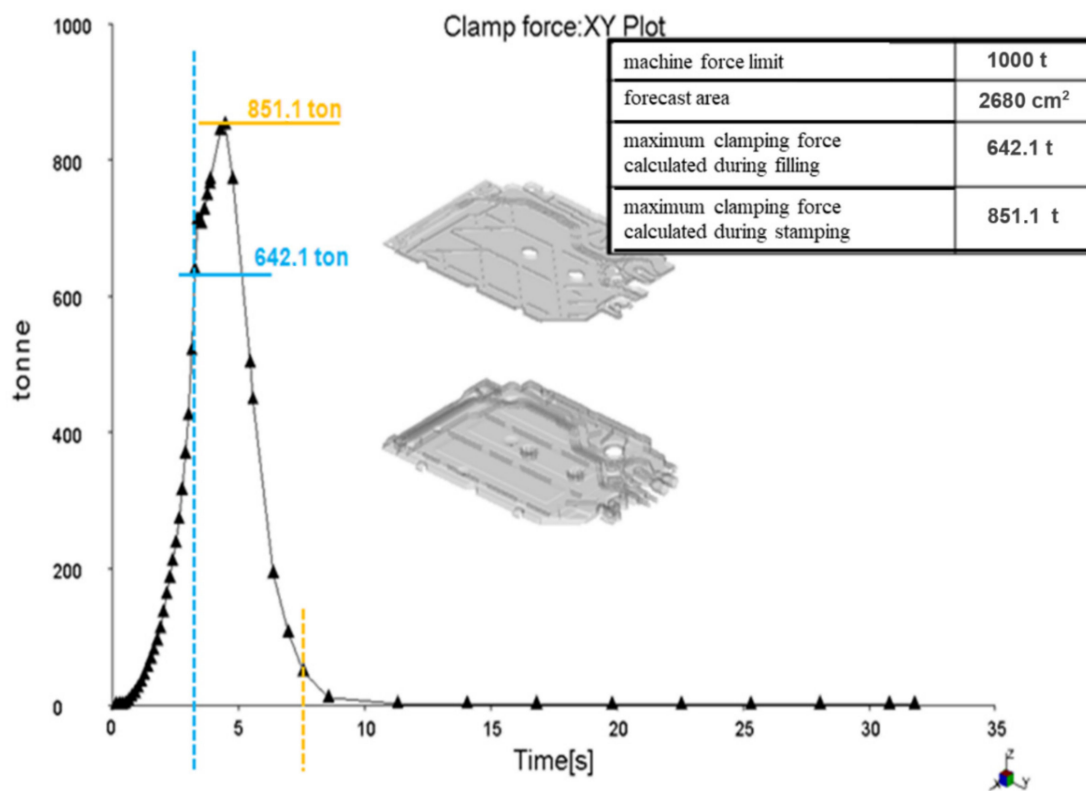 Clamp force:XY Plot
machine force limit 1000 t
forecast area 2680 cm²
maximum clamping force
calculated during filling 642.1 t
maximum clamping force
calculated during stamping 851.1 t
851.1 ton
642.1 ton
tonne
1000
800
600
400
200
0
0 5 10 15 20 25 30 35
Time[s]
Z
X
Y